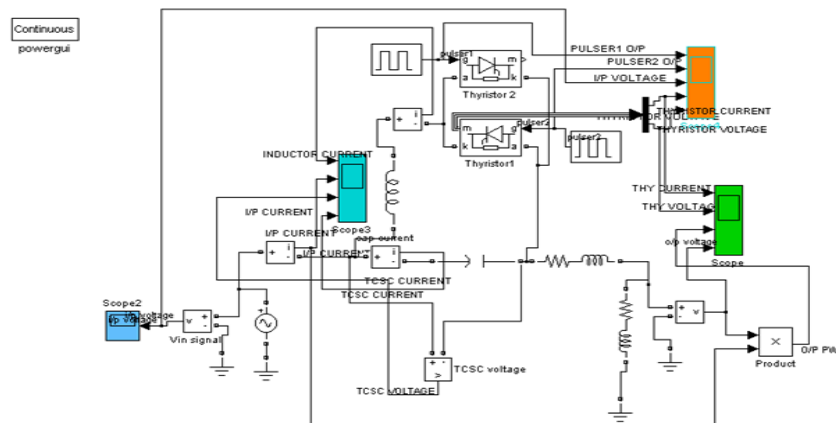 Continuous
powergui
pulser1
g
m
a
k
Thyristor 2
PULSER1 O/P
PULSER2 O/P
I/P VOLTAGE
THYRISTOR CURRENT
THYRISTOR VOLTAGE
+
-
i
m
g
k
a
pulser2
Thyristor1
pulser2
INDUCTOR CURRENT
Scope3
I/P CURRENT
I/P CURRENT
I/P CURRENT
cap current
+
-
i
+
-
i
TCSC CURRENT
TCSC CURRENT
THY CURRENT
THY VOLTAG
o/p voltage
Scope
Scope2
i/p voltage
v
+
-
Vin signal
+
+
-
v
TCSC voltage
TCSC VOLTAGE
+
-
v
×
Product
O/P PW